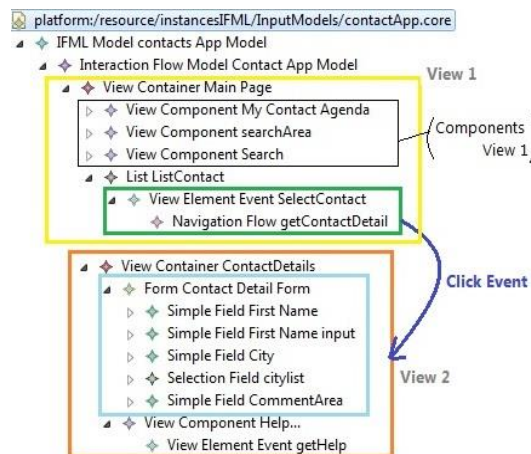 platform:/resource/instancesIFML/InputModels/contactApp.core
IFML Model contacts App Model
Interaction Flow Model Contact App Model
View 1
View Container Main Page
View Component My Contact Agenda
View Component searchArea
View Component Search
Components
View 1
List ListContact
View Element Event SelectContact
Navigation Flow getContactDetail
View Container ContactDetails
Click Event
Form Contact Detail Form
Simple Field First Name
Simple Field First Name input
Simple Field City
Selection Field citylist
View 2
Simple Field CommentArea
View Component Help...
View Element Event getHelp